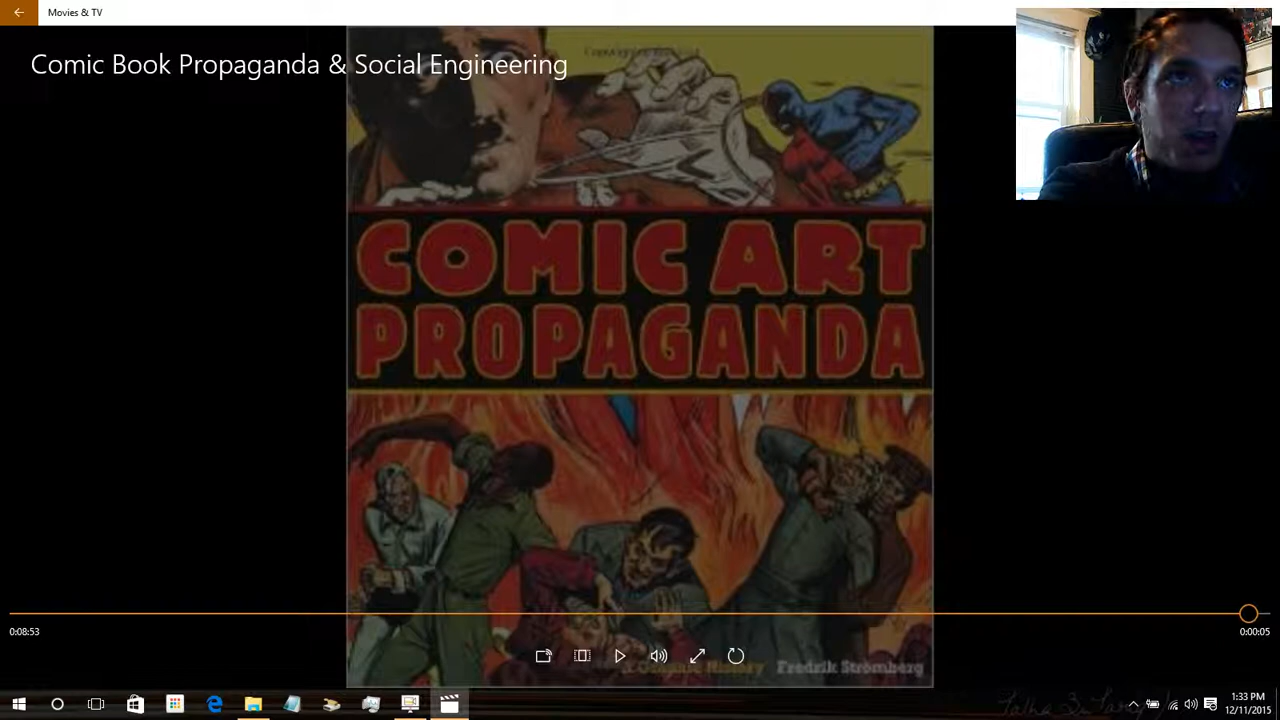 Movies & TV
Comic Book Propaganda & Social Engineering
COMIC ART
PROPAGANDA
0:08:53
0:00:05
Fredrik Strömberg
1:33 PM
12/11/2015